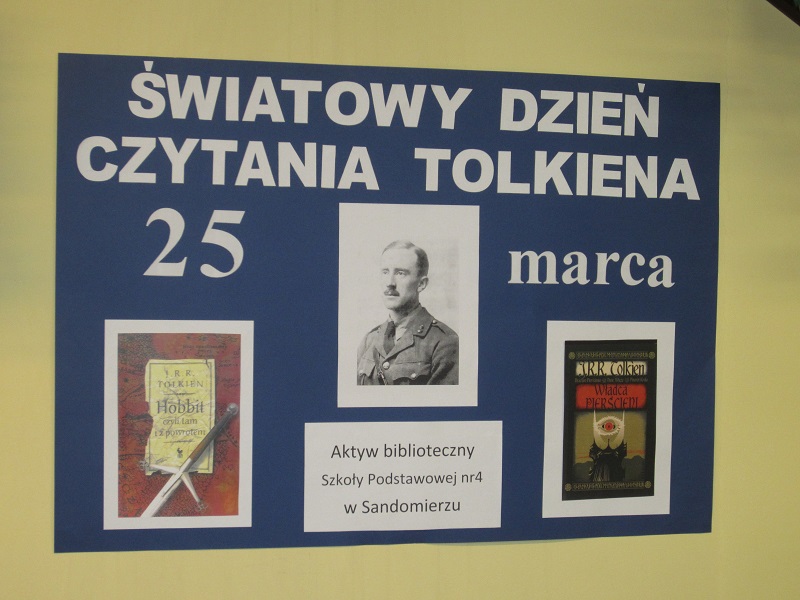 ŚWIATOWY DZIEŃ
CZYTANIA TOLKIENA
25 marca
J.R.R.
TOLKIEN
Hobbit
czyli tam
i z powrotem
J.R.R. Tolkien
Władca
PIERŚCIENI
Aktyw biblioteczny
Szkoły Podstawowej nr4
w Sandomierzu